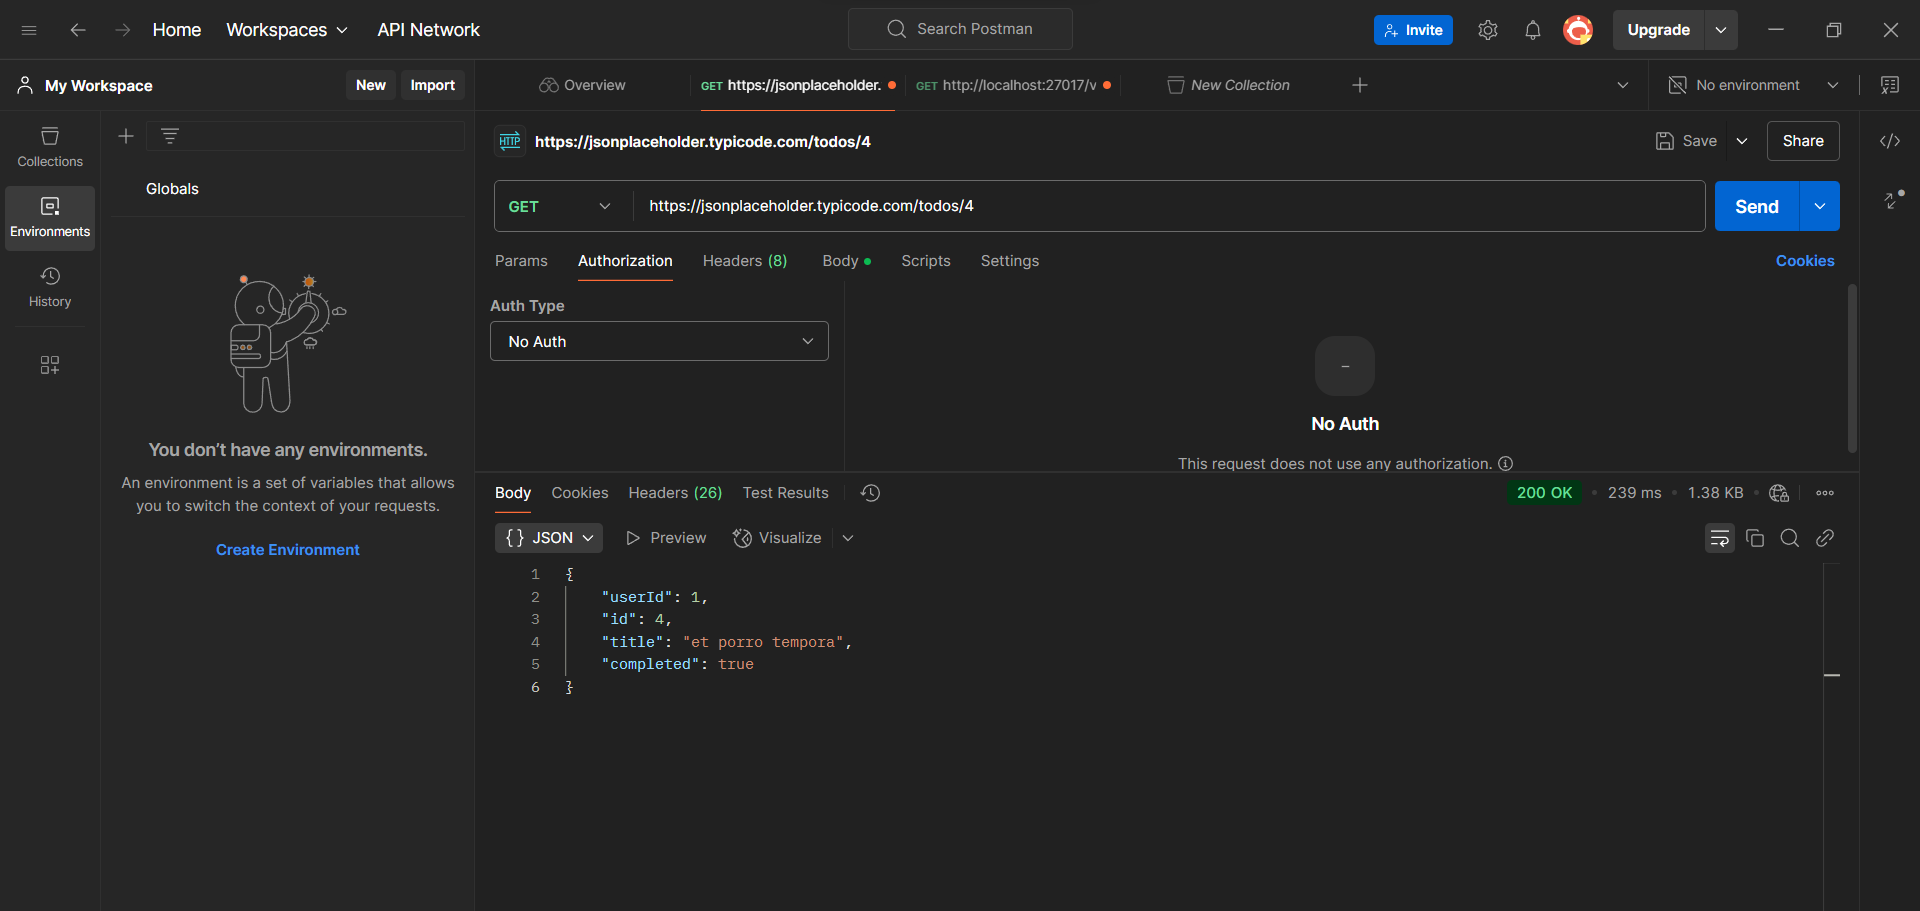 Home Workspaces API Network Search Postman Invite Upgrade
My Workspace New Import Overview GET https://jsonplaceholder. GET http://localhost:27017/v New Collection No environment
Collections
Environments
History
Globals
You don't have any environments.
An environment is a set of variables that allows
you to switch the context of your requests.
Create Environment
HTTP https://jsonplaceholder.typicode.com/todos/4 Save Share
GET https://jsonplaceholder.typicode.com/todos/4 Send
Params Authorization Headers (8) Body Scripts Settings Cookies
Auth Type
No Auth
No Auth
This request does not use any authorization.
Body Cookies Headers (26) Test Results 200 OK 239 ms 1.38 KB
{} JSON Preview Visualize
1 {
2 "userId": 1,
3 "id": 4,
4 "title": "et porro tempora",
5 "completed": true
6 }